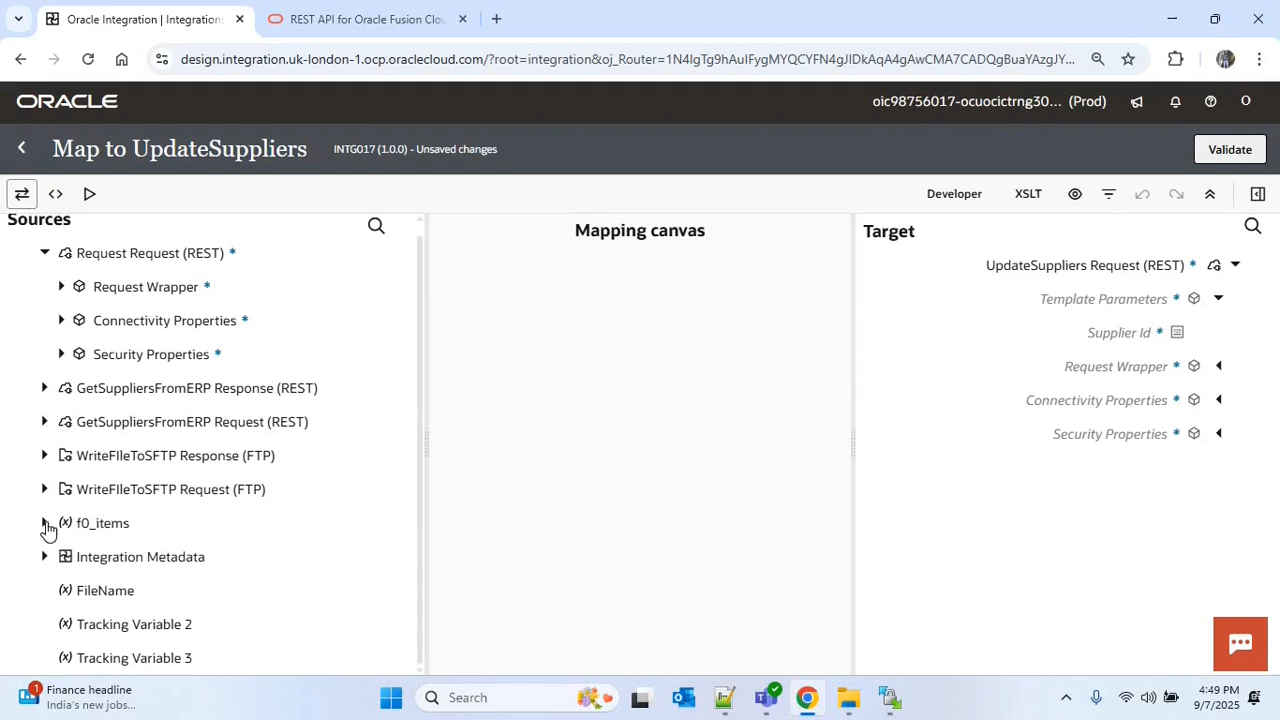 Oracle Integration | Integration
REST API for Oracle Fusion Clou
design.integration.uk-london-1.ocp.oraclecloud.com/?root=integration&oj_Router=
ORACLE
oic98756017-ocuocictrng30... (Prod)
O
Map to UpdateSuppliers
INTG017 (1.0.0) - Unsaved changes
Validate
Developer
XSLT
Sources
Mapping canvas
Target
Request Request (REST) *
Request Wrapper *
Connectivity Properties *
Security Properties *
GetSuppliersFromERP Response (REST)
GetSuppliersFromERP Request (REST)
WriteFIleToSFTP Response (FTP)
WriteFIleToSFTP Request (FTP)
(x) f0_items
Integration Metadata
(x) FileName
(x) Tracking Variable 2
(x) Tracking Variable 3
UpdateSuppliers Request (REST) *
Template Parameters *
Supplier Id *
Request Wrapper *
Connectivity Properties *
Security Properties *
1
Finance headline
India's new jobs...
Search
4:49 PM
9/7/2025